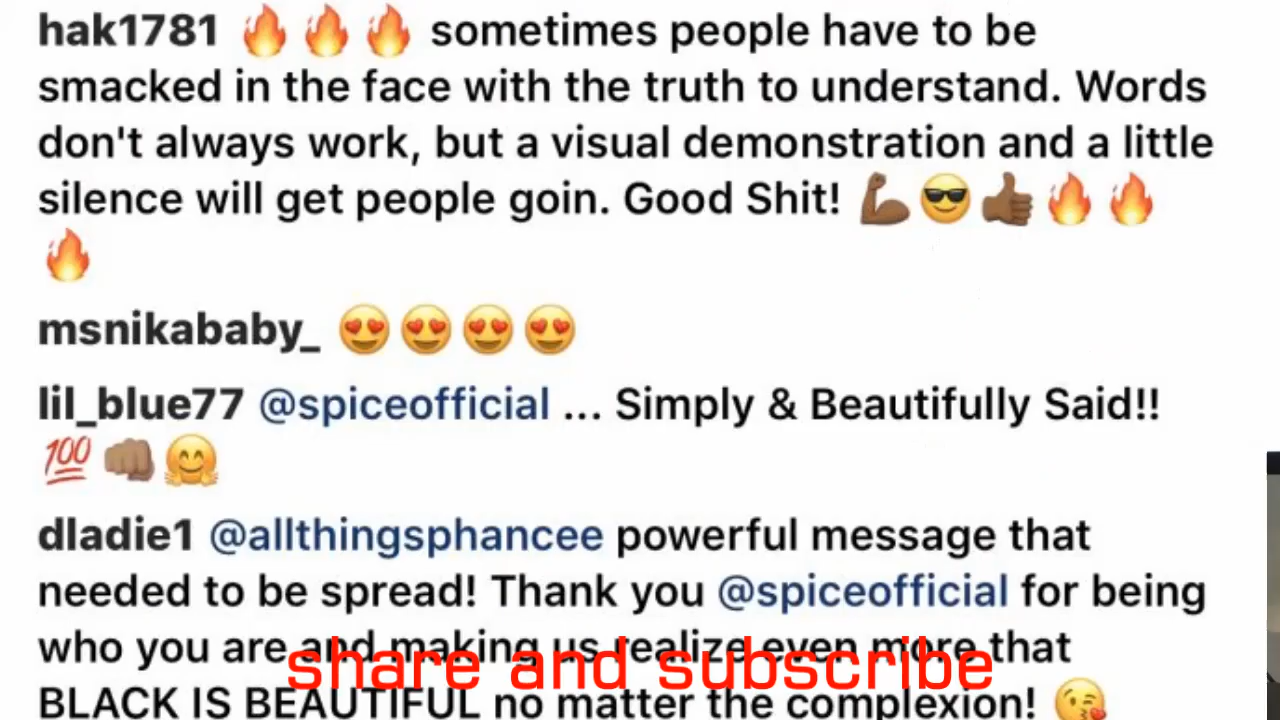 hak1781 🔥🔥🔥 sometimes people have to be
smacked in the face with the truth to understand. Words
don't always work, but a visual demonstration and a little
silence will get people goin. Good Shit! 💪🏾😎👍🏾🔥🔥
🔥
msnikababy_ 😍😍😍😍
lil_blue77 @spiceofficial ... Simply & Beautifully Said!!
💯👊🏽🤗
dladie1 @allthingsphancee powerful message that
needed to be spread! Thank you @spiceofficial for being
who you are and making us realize even more that
share and subscribe
BLACK IS BEAUTIFUL no matter the complexion! 😘